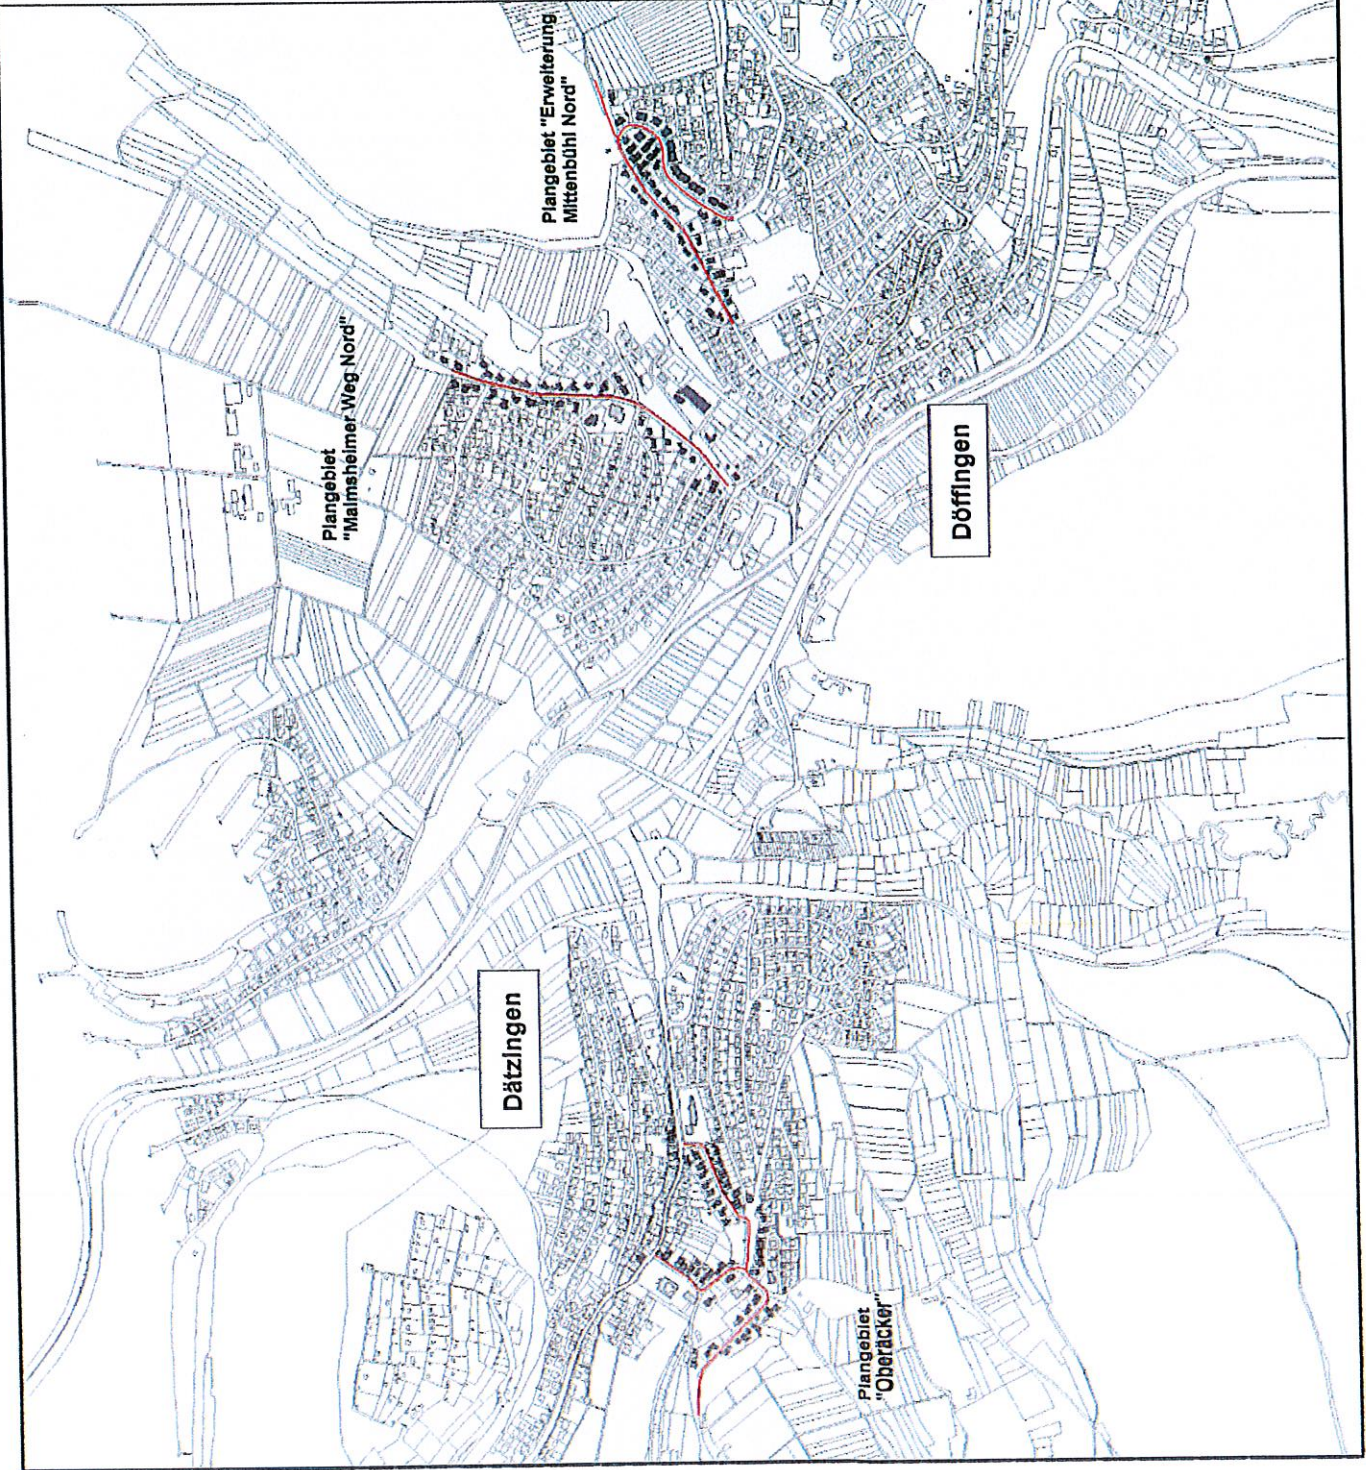 Plangebiet
"Malmsheimer Weg Nord"
Plangebiet "Erweiterung
Mittenbühl Nord"
Dätzingen
Döffingen
Plangebiet
"Oberäcker"